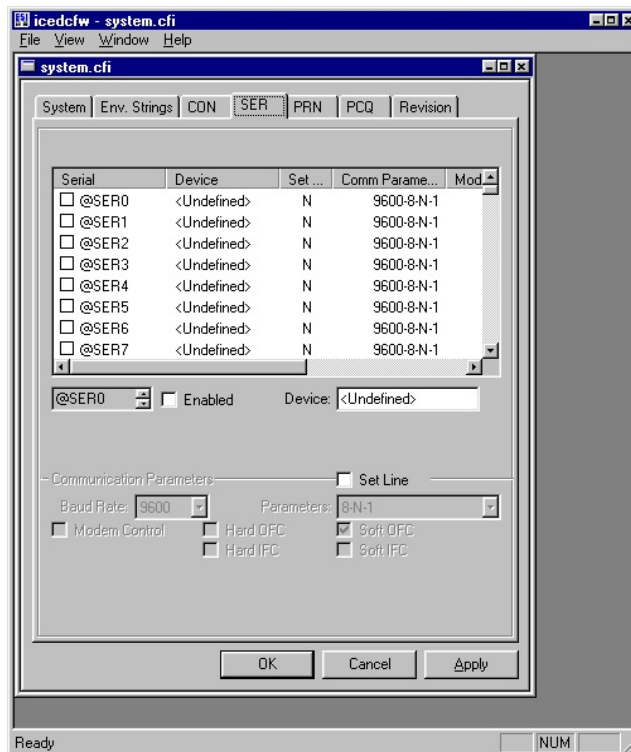 icedcfw - system.cfi
File View Window Help
system.cfi
System Env. Strings CON SER PRN PCQ Revision
Serial Device Set ... Comm Parame... Mod
@SER0 <Undefined> N 9600-8-N-1
@SER1 <Undefined> N 9600-8-N-1
@SER2 <Undefined> N 9600-8-N-1
@SER3 <Undefined> N 9600-8-N-1
@SER4 <Undefined> N 9600-8-N-1
@SER5 <Undefined> N 9600-8-N-1
@SER6 <Undefined> N 9600-8-N-1
@SER7 <Undefined> N 9600-8-N-1
@SER0 Enabled Device: <Undefined>
Communication Parameters Set Line
Baud Rate: 9600 Parameters: 8-N-1
Modem Control Hard OFC Soft OFC
Hard IFC Soft IFC
OK Cancel Apply
Ready NUM